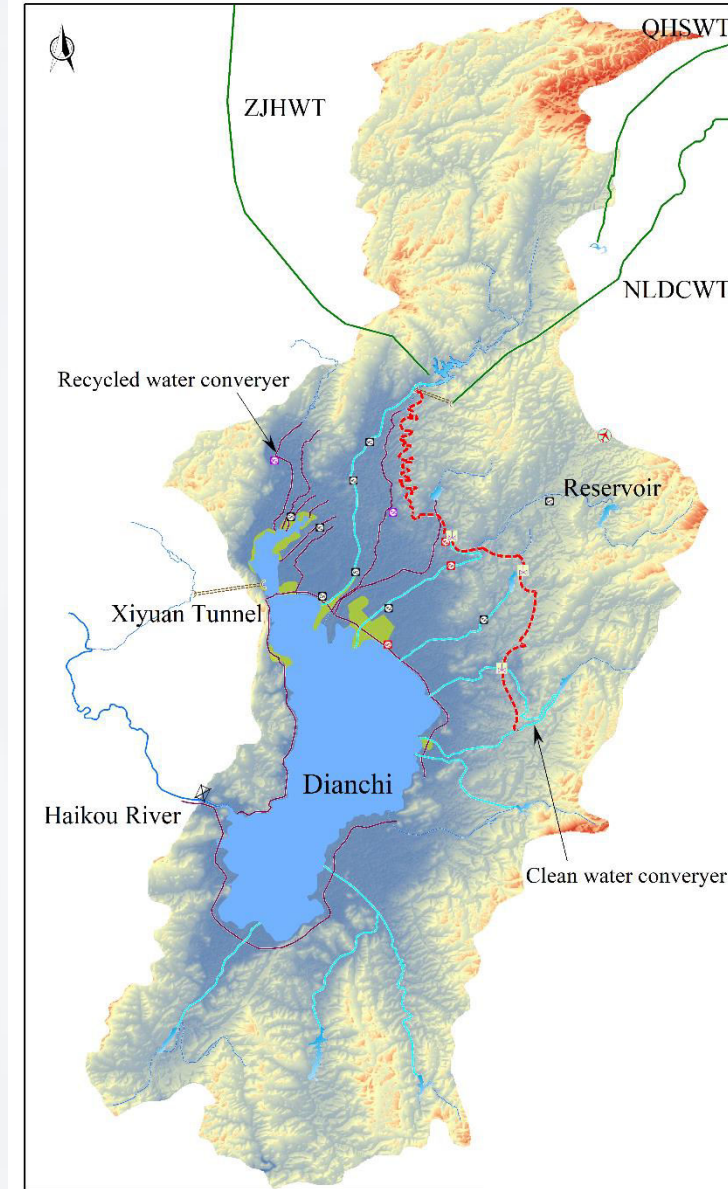 QHSWT
ZJHWT
NLDCWT
Recycled water converyer
Reservoir
Xiyuan Tunnel
Dianchi
Haikou River
Clean water converyer